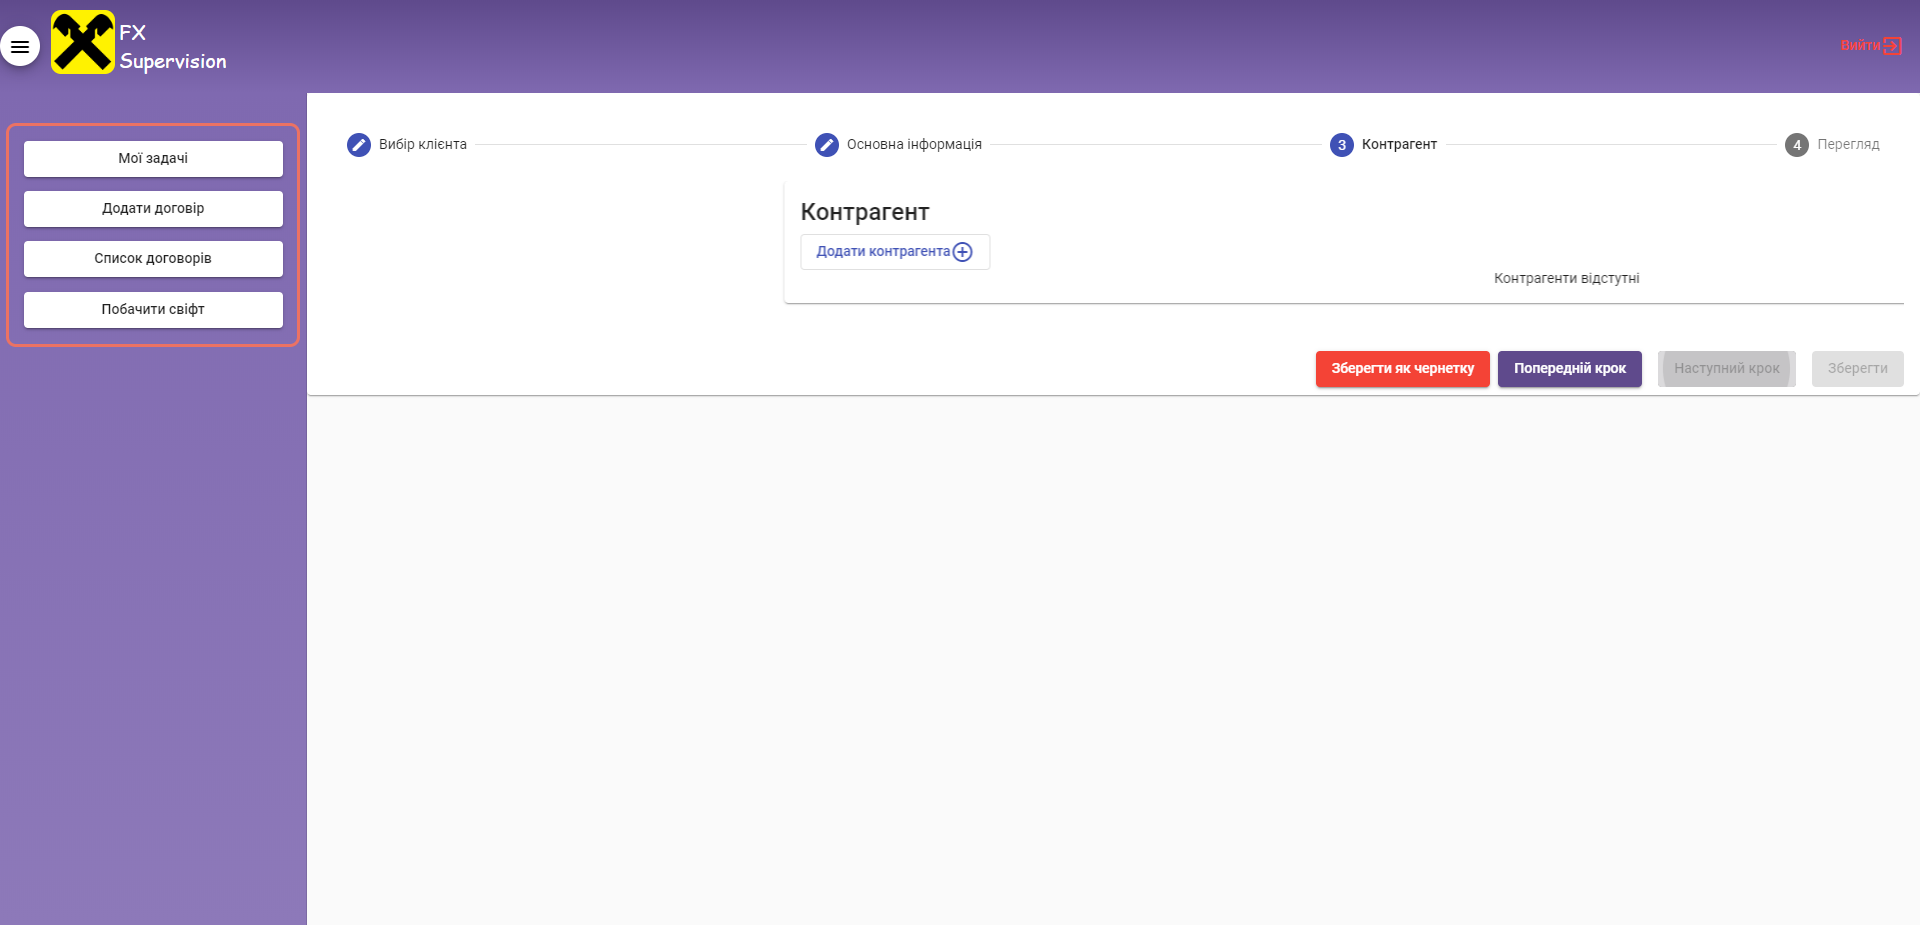 FX
Supervision
Вийти
Мої задачі
Додати договір
Список договорів
Побачити свіфт
Вибір клієнта
Основна інформація
3 Контрагент
4 Перегляд
Контрагент
Додати контрагента
Контрагенти відстутні
Зберегти як чернетку
Попередній крок
Наступний крок
Зберегти